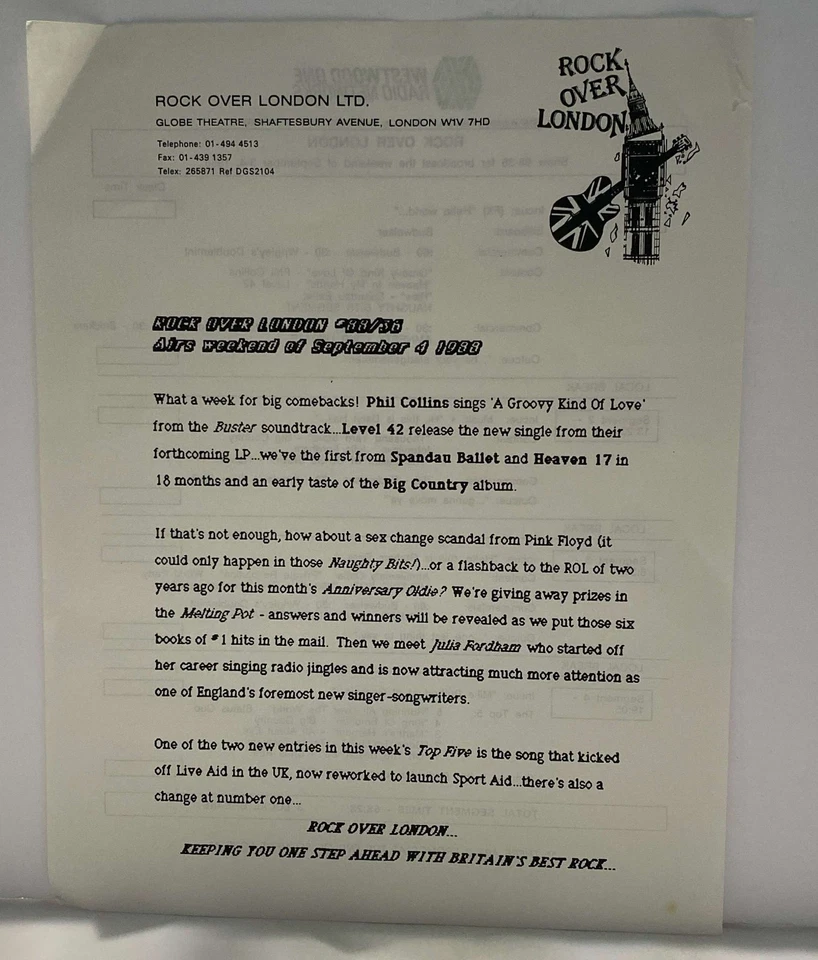 ROCK OVER LONDON LTD.
GLOBE THEATRE, SHAFTESBURY AVENUE, LONDON W1V 7HD
Telephone: 01-494 4513
Fax: 01-439 1357
Telex: 265871 Ref DGS2104
ROCK
OVER
LONDON
ROCK OVER LONDON #88/36
Airs weekend of September 4 1988
What a week for big comebacks! Phil Collins sings 'A Groovy Kind Of Love'
from the Buster soundtrack...Level 42 release the new single from their
forthcoming LP...we've the first from Spandau Ballet and Heaven 17 in
18 months and an early taste of the Big Country album.
If that's not enough, how about a sex change scandal from Pink Floyd (it
could only happen in those Naughty Bits!)...or a flashback to the ROL of two
years ago for this month's Anniversary Oldie? We're giving away prizes in
the Melting Pot - answers and winners will be revealed as we put those six
books of #1 hits in the mail. Then we meet Julia Fordham who started off
her career singing radio jingles and is now attracting much more attention as
one of England's foremost new singer-songwriters.
One of the two new entries in this week's Top Five is the song that kicked
off Live Aid in the UK, now reworked to launch Sport Aid...there's also a
change at number one...
ROCK OVER LONDON...
KEEPING YOU ONE STEP AHEAD WITH BRITAIN'S BEST ROCK...